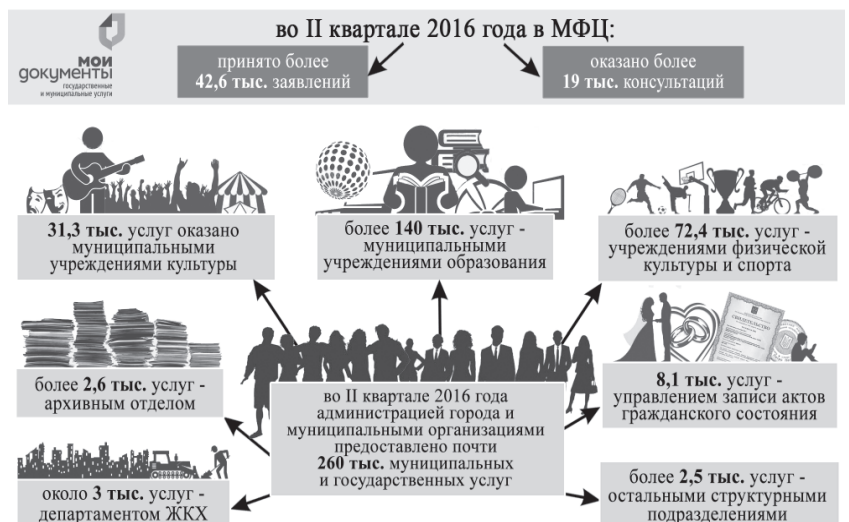 во II квартале 2016 года в МФЦ:
мои
документы
государственные
и муниципальные услуги
принято более
42,6 тыс. заявлений
оказано более
19 тыс. консультаций
31,3 тыс. услуг оказано
муниципальными
учреждениями культуры
более 140 тыс. услуг -
муниципальными
учреждениями образования
более 72,4 тыс. услуг -
учреждениями физической
культуры и спорта
более 2,6 тыс. услуг -
архивным отделом
СВИДЕТЕЛЬСТВО
8,1 тыс. услуг -
управлением записи актов
гражданского состояния
во II квартале 2016 года
администрацией города и
муниципальными организациями
предоставлено почти
260 тыс. муниципальных
и государственных услуг
около 3 тыс. услуг -
департаментом ЖКХ
более 2,5 тыс. услуг -
остальными структурными
подразделениями